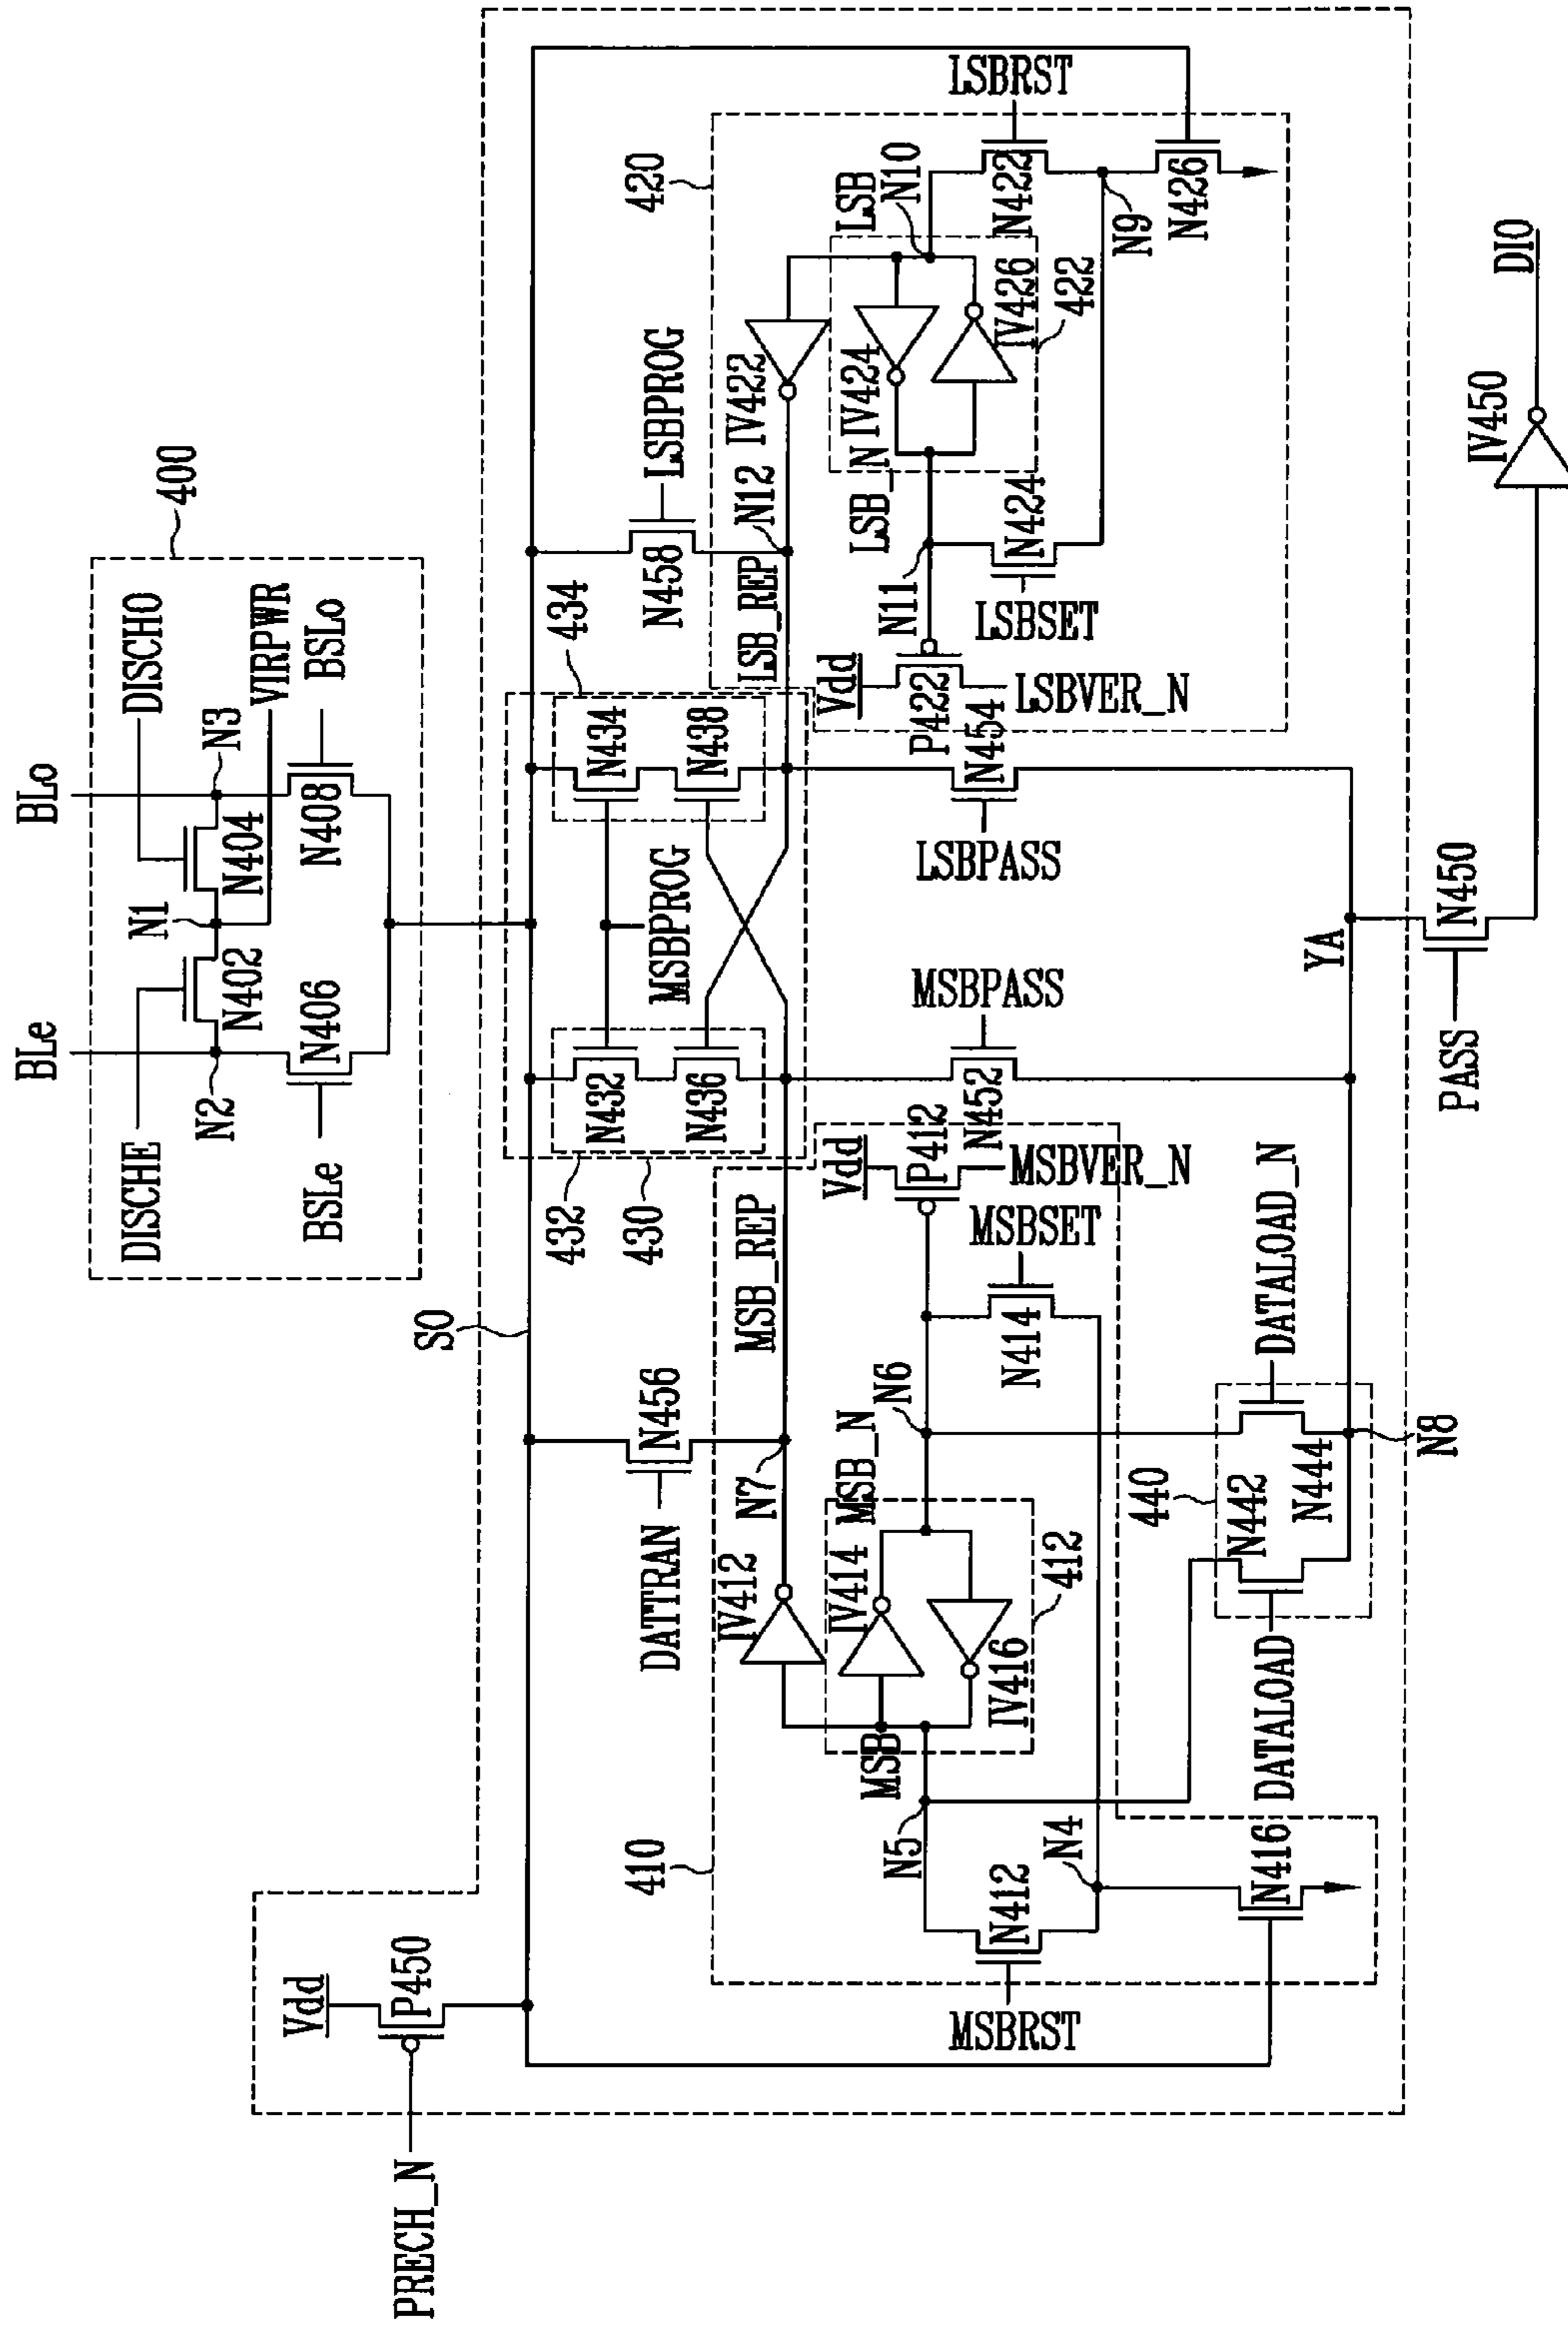 BLe
BLo
400
DISCHE
DISCHO
N1
N3
VIRPWR
N2
N402
N404
N406
N408
BSLe
BSLo
PRECH_N
Vdd
P450
SO
DATTRAN
N456
N7
MSB_REP
432
430
N432
N436
MSBPROG
434
N434
N438
LSB_REP
N458
LSBPROG
N12
410
IV412
IV414
MSB
MSB_N
IV416
412
N5
N6
N412
MSBRST
N4
N414
MSBSET
Vdd
P412
MSBVER_N
N416
440
N442
N444
DATALOAD
DATALOAD_N
N8
N452
MSBPASS
LSBPASS
N454
420
IV422
IV424
LSB_N
LSB
N10
IV426
422
N11
Vdd
P422
LSBVER_N
LSBSET
N424
N422
LSBRST
N9
N426
YA
PASS
N450
IV450
DIO